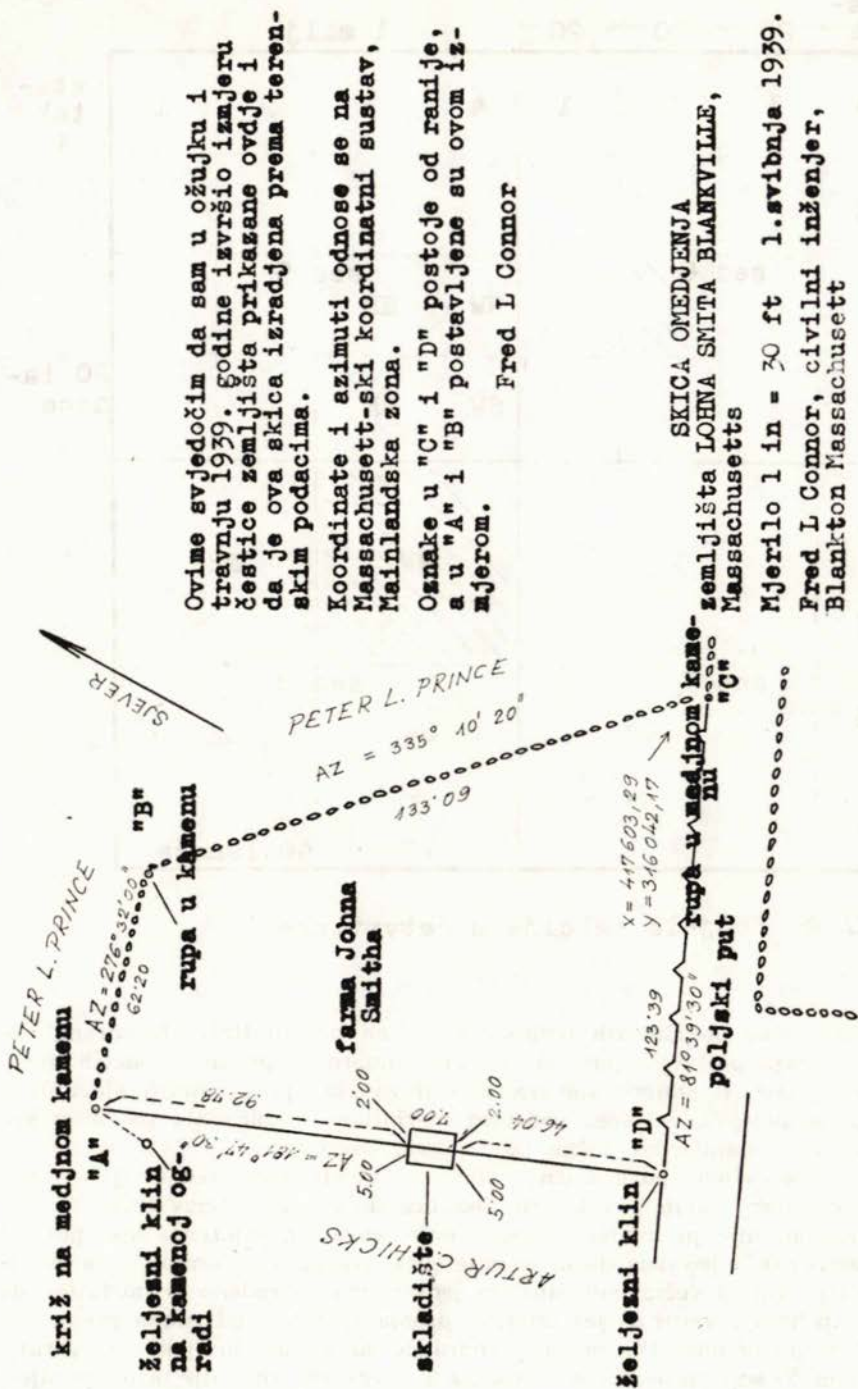 PETER L. PRINCE
križ na medjnom kamenu
"A"
AZ = 276° 32' 00"
62.20
"B"
željezni klin
na kamenoj og-
radi
rupa u kamenu
SJEVER
PETER L. PRINCE
AZ = 335° 10' 20"
133.09
92.78
AZ = 181° 47' 30"
ARTUR C. HICKS
farma Johna
Smitha
skladište
5.00
2.00
7.00
5.00
2.00
46.04
željezni klin "D"
123.39
AZ = 81° 39' 30"
X = 417603,29
Y = 316042,17
rupa u medjnom kame-
nu "C"
poljski put
Ovime svjedočim da sam u ožujku i
travnju 1939. godine izvršio izmjeru
čestice zemljišta prikazane ovdje i
da je ova skica izradjena prema teren-
skim podacima.
Koordinate i azimuti odnose se na
Massachusett-ski koordinatni sustav,
Mainlandska zona.
Oznake u "C" i "D" postoje od ranije,
a u "A" i "B" postavljene su ovom iz-
mjerom.
Fred L Connor
SKICA OMEDJENJA
zemljišta LOHNA SMITA BLANKVILLE,
Massachusetts
Mjerilo 1 in = 30 ft 1.svibnja 1939.
Fred L Connor, civilni inženjer,
Blankton Massachusett